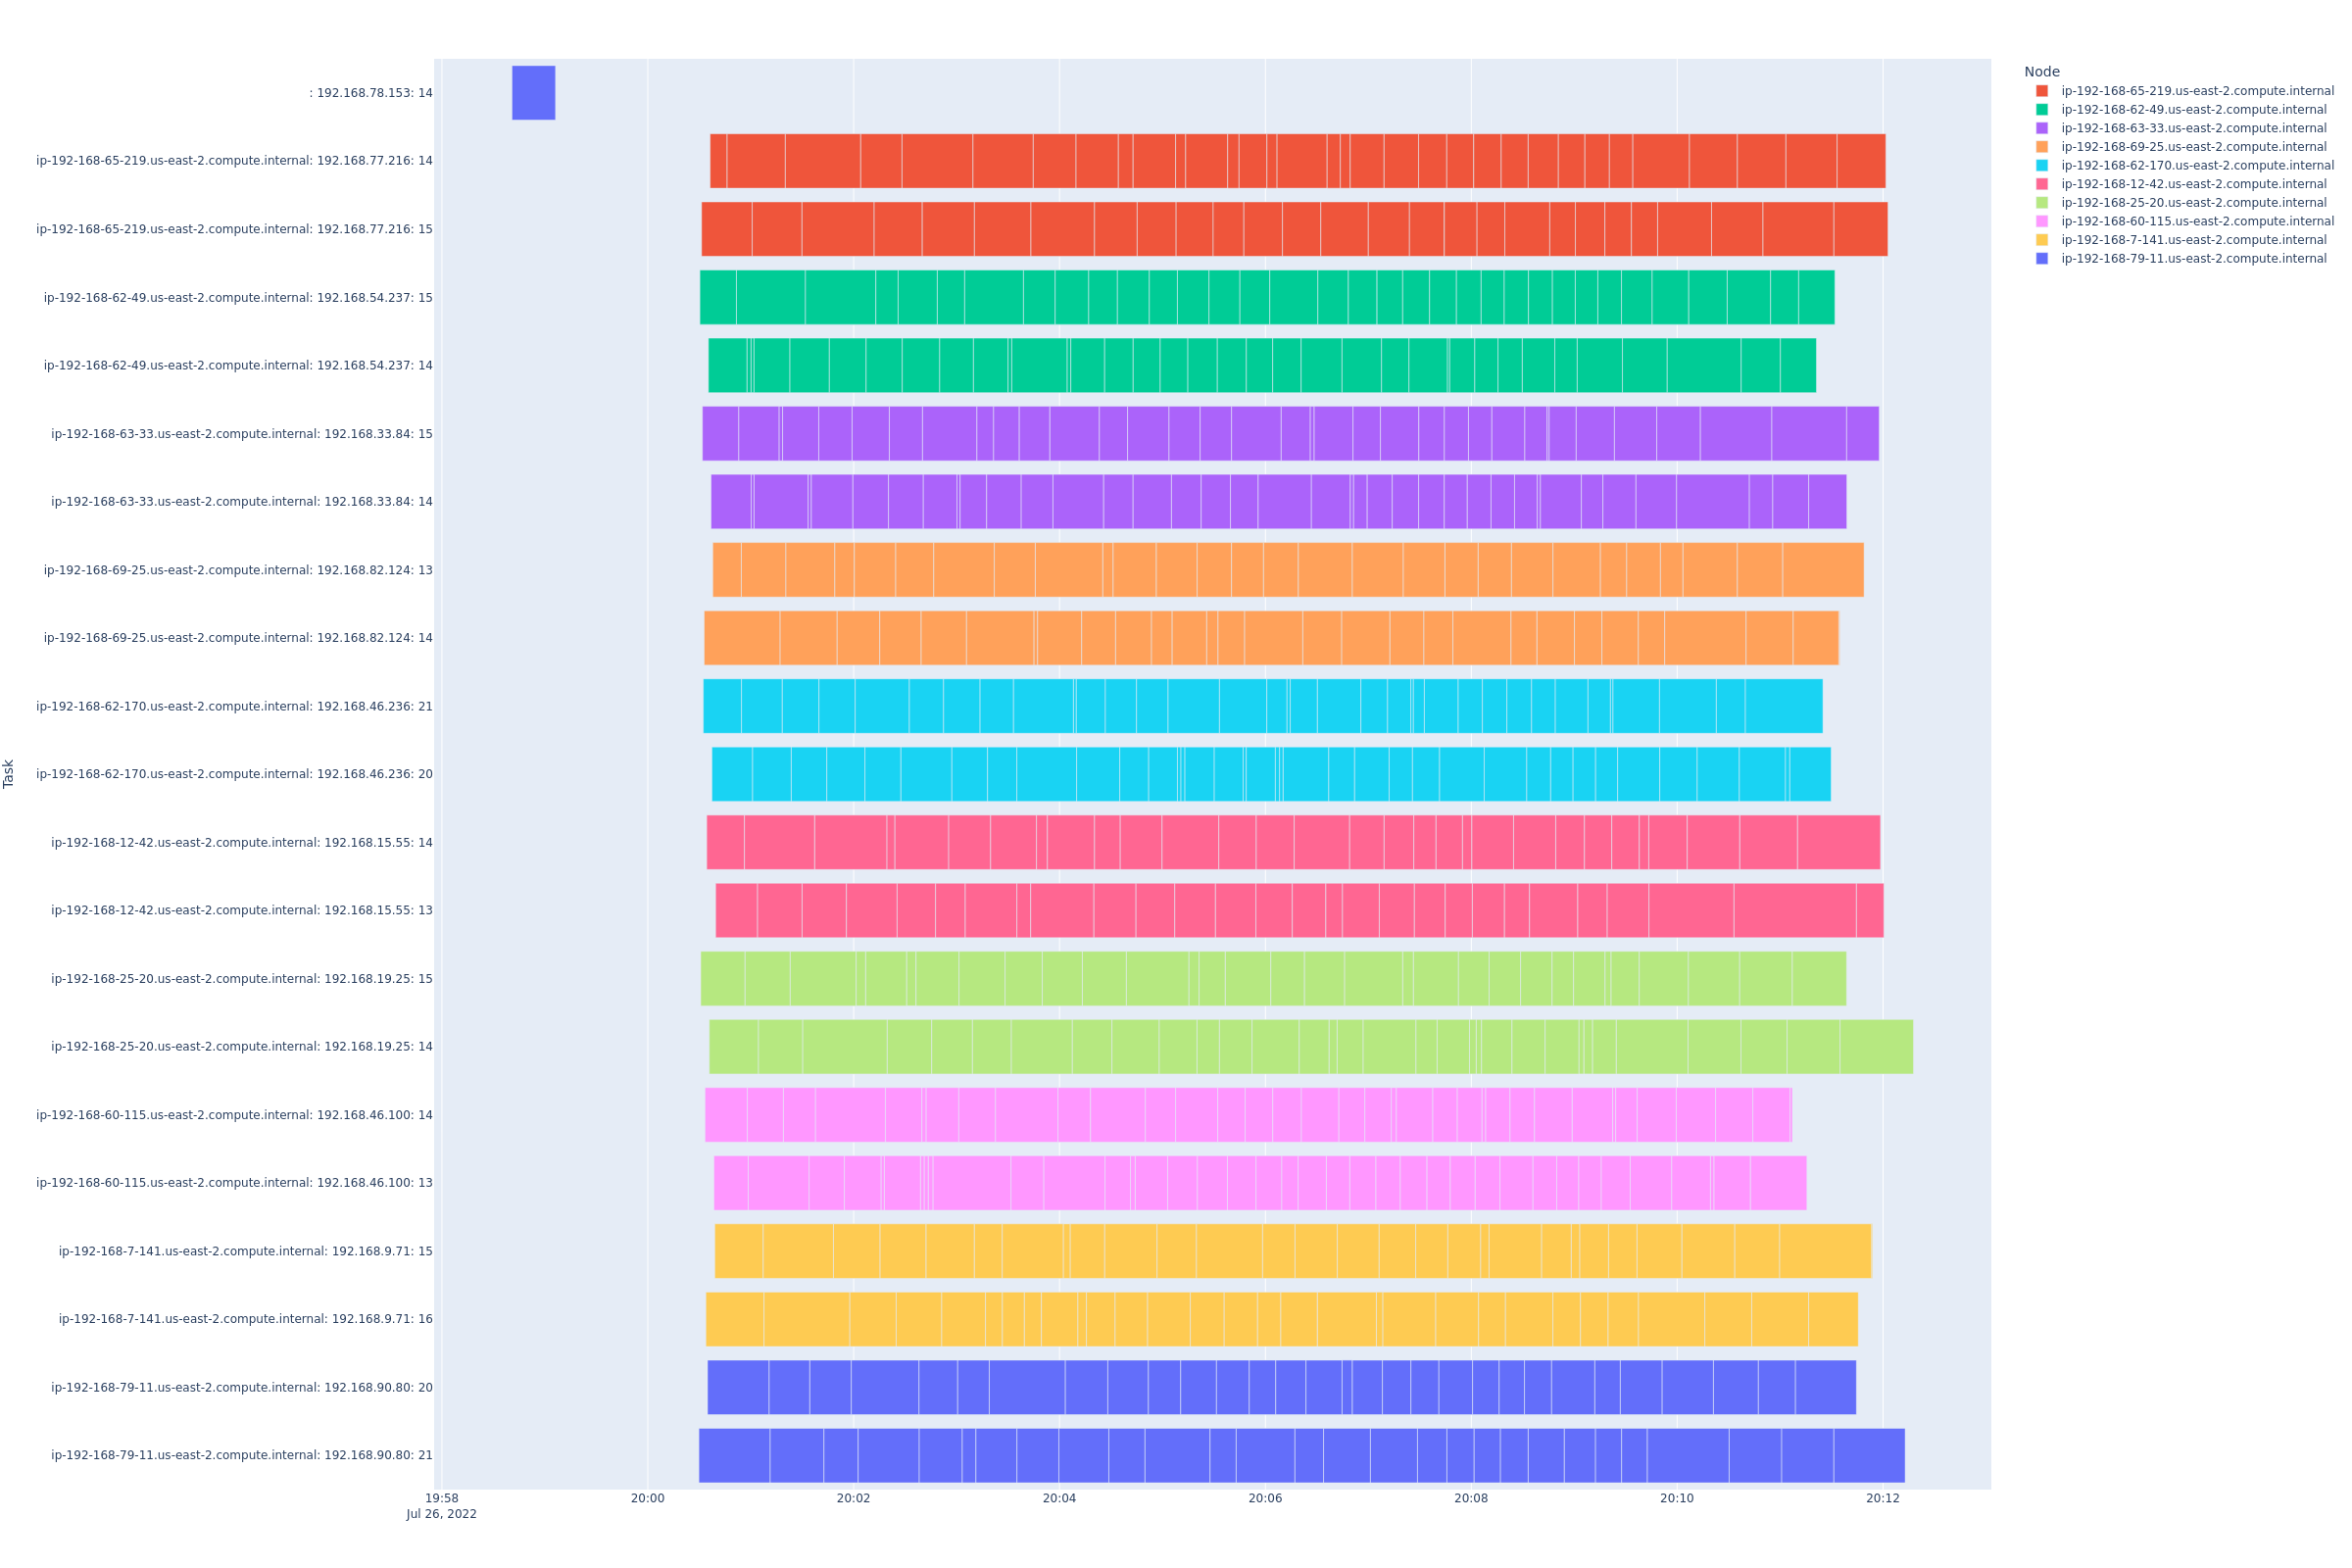 : 192.168.78.153: 14
ip-192-168-65-219.us-east-2.compute.internal: 192.168.77.216: 14
ip-192-168-65-219.us-east-2.compute.internal: 192.168.77.216: 15
ip-192-168-62-49.us-east-2.compute.internal: 192.168.54.237: 15
ip-192-168-62-49.us-east-2.compute.internal: 192.168.54.237: 14
ip-192-168-63-33.us-east-2.compute.internal: 192.168.33.84: 15
ip-192-168-63-33.us-east-2.compute.internal: 192.168.33.84: 14
ip-192-168-69-25.us-east-2.compute.internal: 192.168.82.124: 13
ip-192-168-69-25.us-east-2.compute.internal: 192.168.82.124: 14
ip-192-168-62-170.us-east-2.compute.internal: 192.168.46.236: 21
ip-192-168-62-170.us-east-2.compute.internal: 192.168.46.236: 20
ip-192-168-12-42.us-east-2.compute.internal: 192.168.15.55: 14
ip-192-168-12-42.us-east-2.compute.internal: 192.168.15.55: 13
ip-192-168-25-20.us-east-2.compute.internal: 192.168.19.25: 15
ip-192-168-25-20.us-east-2.compute.internal: 192.168.19.25: 14
ip-192-168-60-115.us-east-2.compute.internal: 192.168.46.100: 14
ip-192-168-60-115.us-east-2.compute.internal: 192.168.46.100: 13
ip-192-168-7-141.us-east-2.compute.internal: 192.168.9.71: 15
ip-192-168-7-141.us-east-2.compute.internal: 192.168.9.71: 16
ip-192-168-79-11.us-east-2.compute.internal: 192.168.90.80: 20
ip-192-168-79-11.us-east-2.compute.internal: 192.168.90.80: 21
Task
19:58 20:00 20:02 20:04 20:06 20:08 20:10 20:12
Jul 26, 2022
Node
ip-192-168-65-219.us-east-2.compute.internal
ip-192-168-62-49.us-east-2.compute.internal
ip-192-168-63-33.us-east-2.compute.internal
ip-192-168-69-25.us-east-2.compute.internal
ip-192-168-62-170.us-east-2.compute.internal
ip-192-168-12-42.us-east-2.compute.internal
ip-192-168-25-20.us-east-2.compute.internal
ip-192-168-60-115.us-east-2.compute.internal
ip-192-168-7-141.us-east-2.compute.internal
ip-192-168-79-11.us-east-2.compute.internal